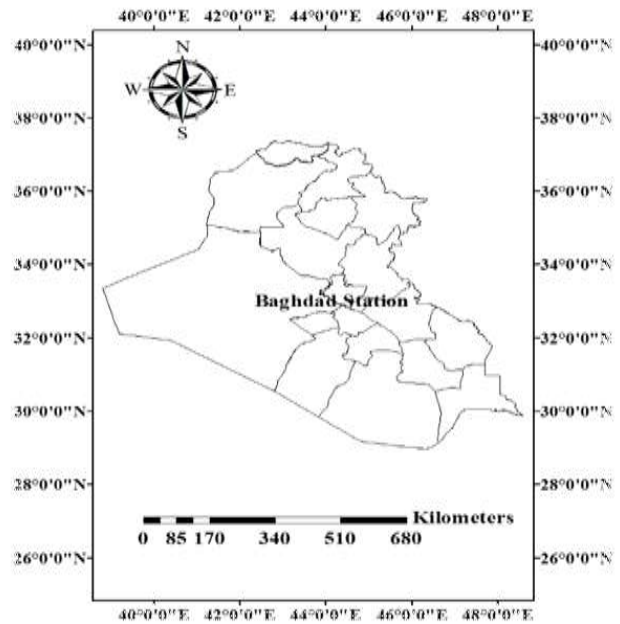 40°0'0"E 42°0'0"E 44°0'0"E 46°0'0"E 48°0'0"E
40°0'0"N 40°0'0"N
N
W E
S
38°0'0"N 38°0'0"N
36°0'0"N 36°0'0"N
34°0'0"N 34°0'0"N
Baghdad Station
32°0'0"N 32°0'0"N
30°0'0"N 30°0'0"N
28°0'0"N 28°0'0"N
Kilometers
0 85 170 340 510 680
26°0'0"N 26°0'0"N
40°0'0"E 42°0'0"E 44°0'0"E 46°0'0"E 48°0'0"E